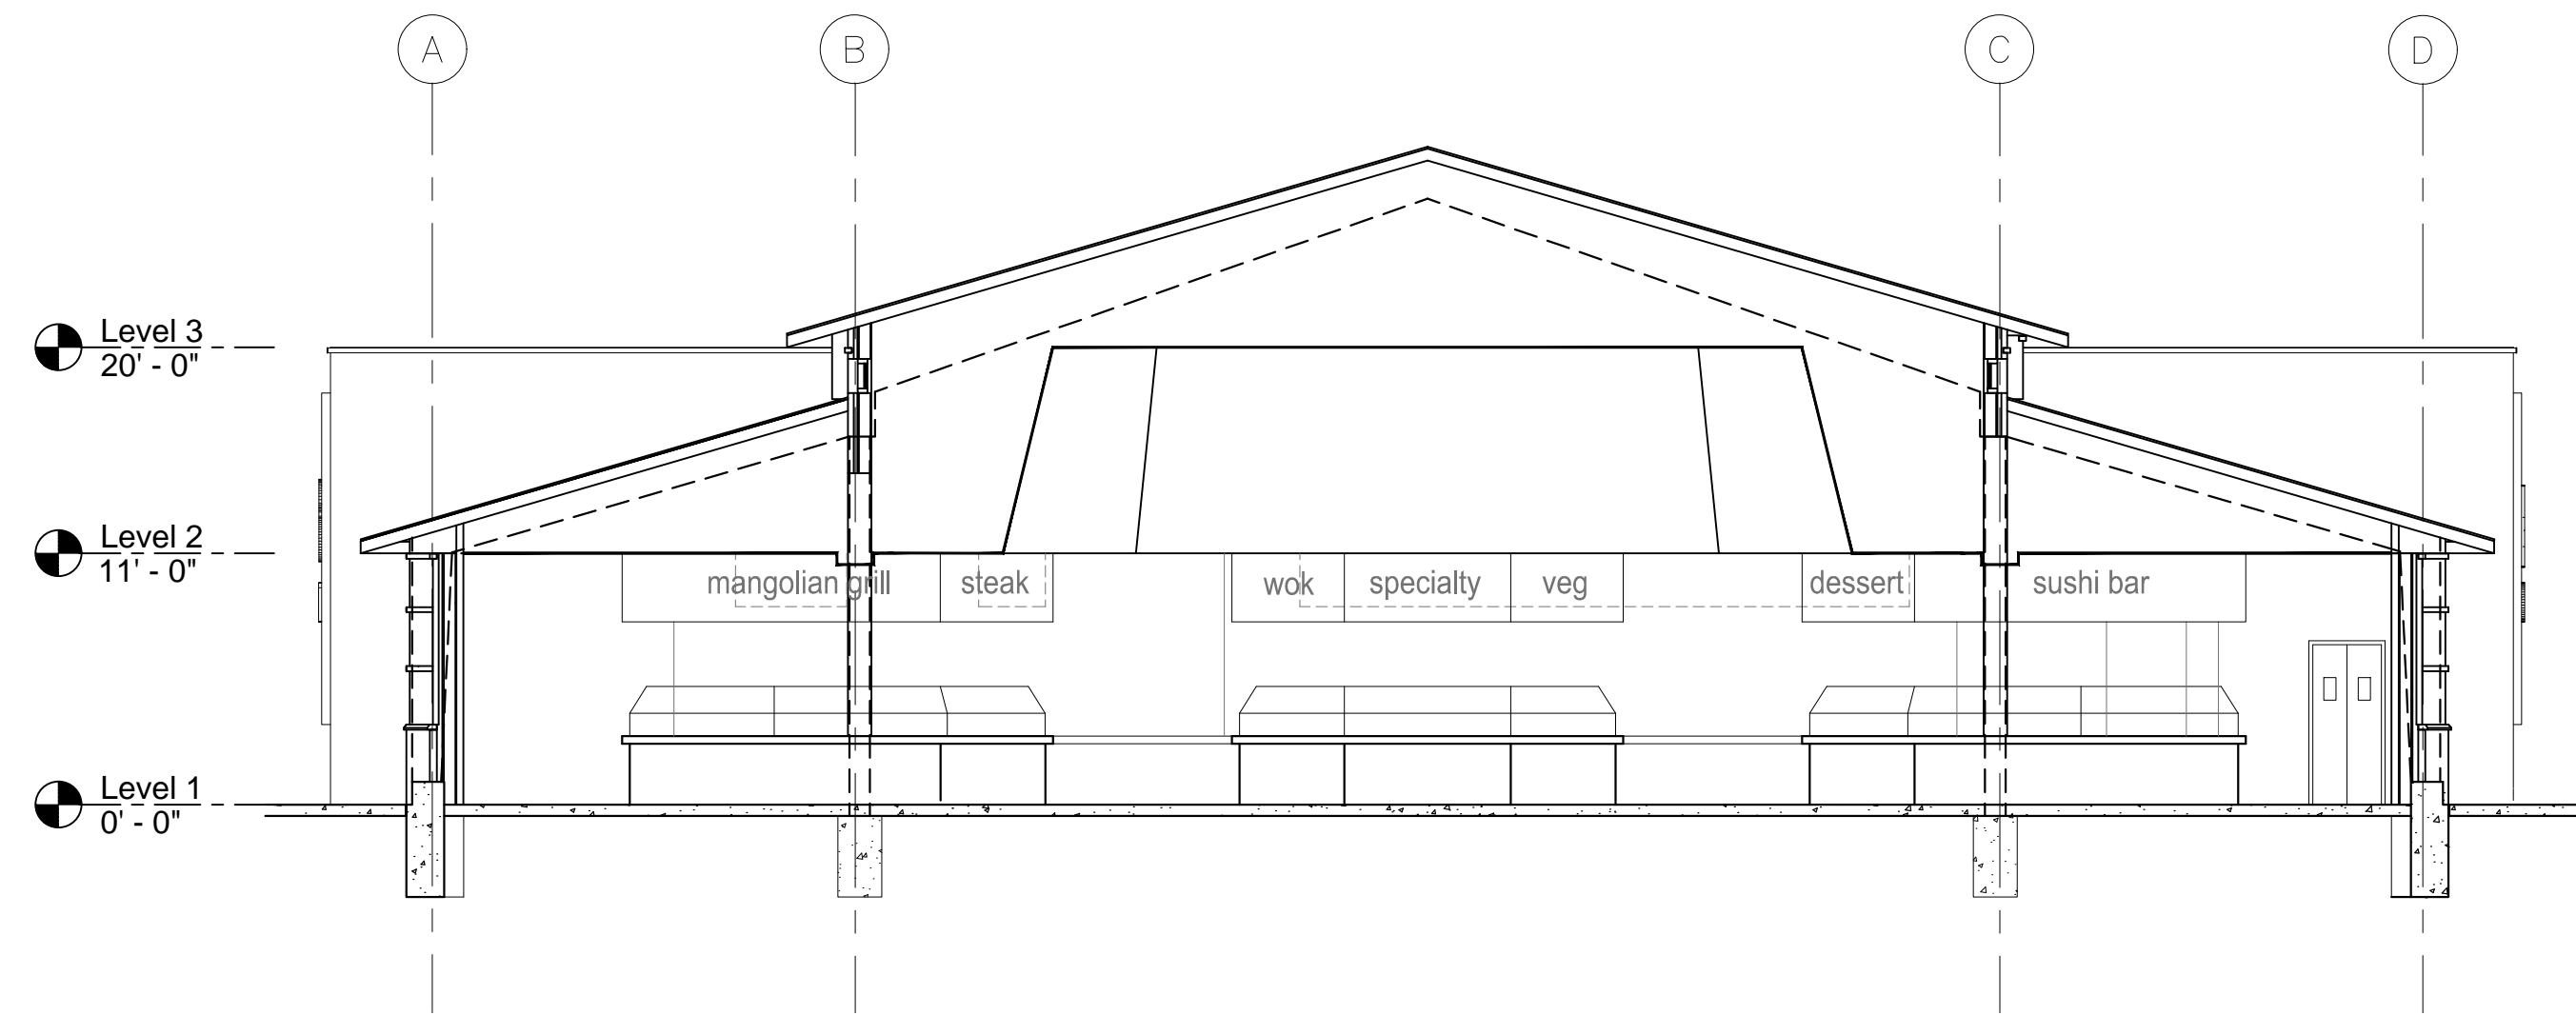 A
B
C
D
Level 3
20' - 0"
Level 2
11' - 0"
mangolian grill
steak
wok
specialty
veg
dessert
sushi bar
Level 1
0' - 0"